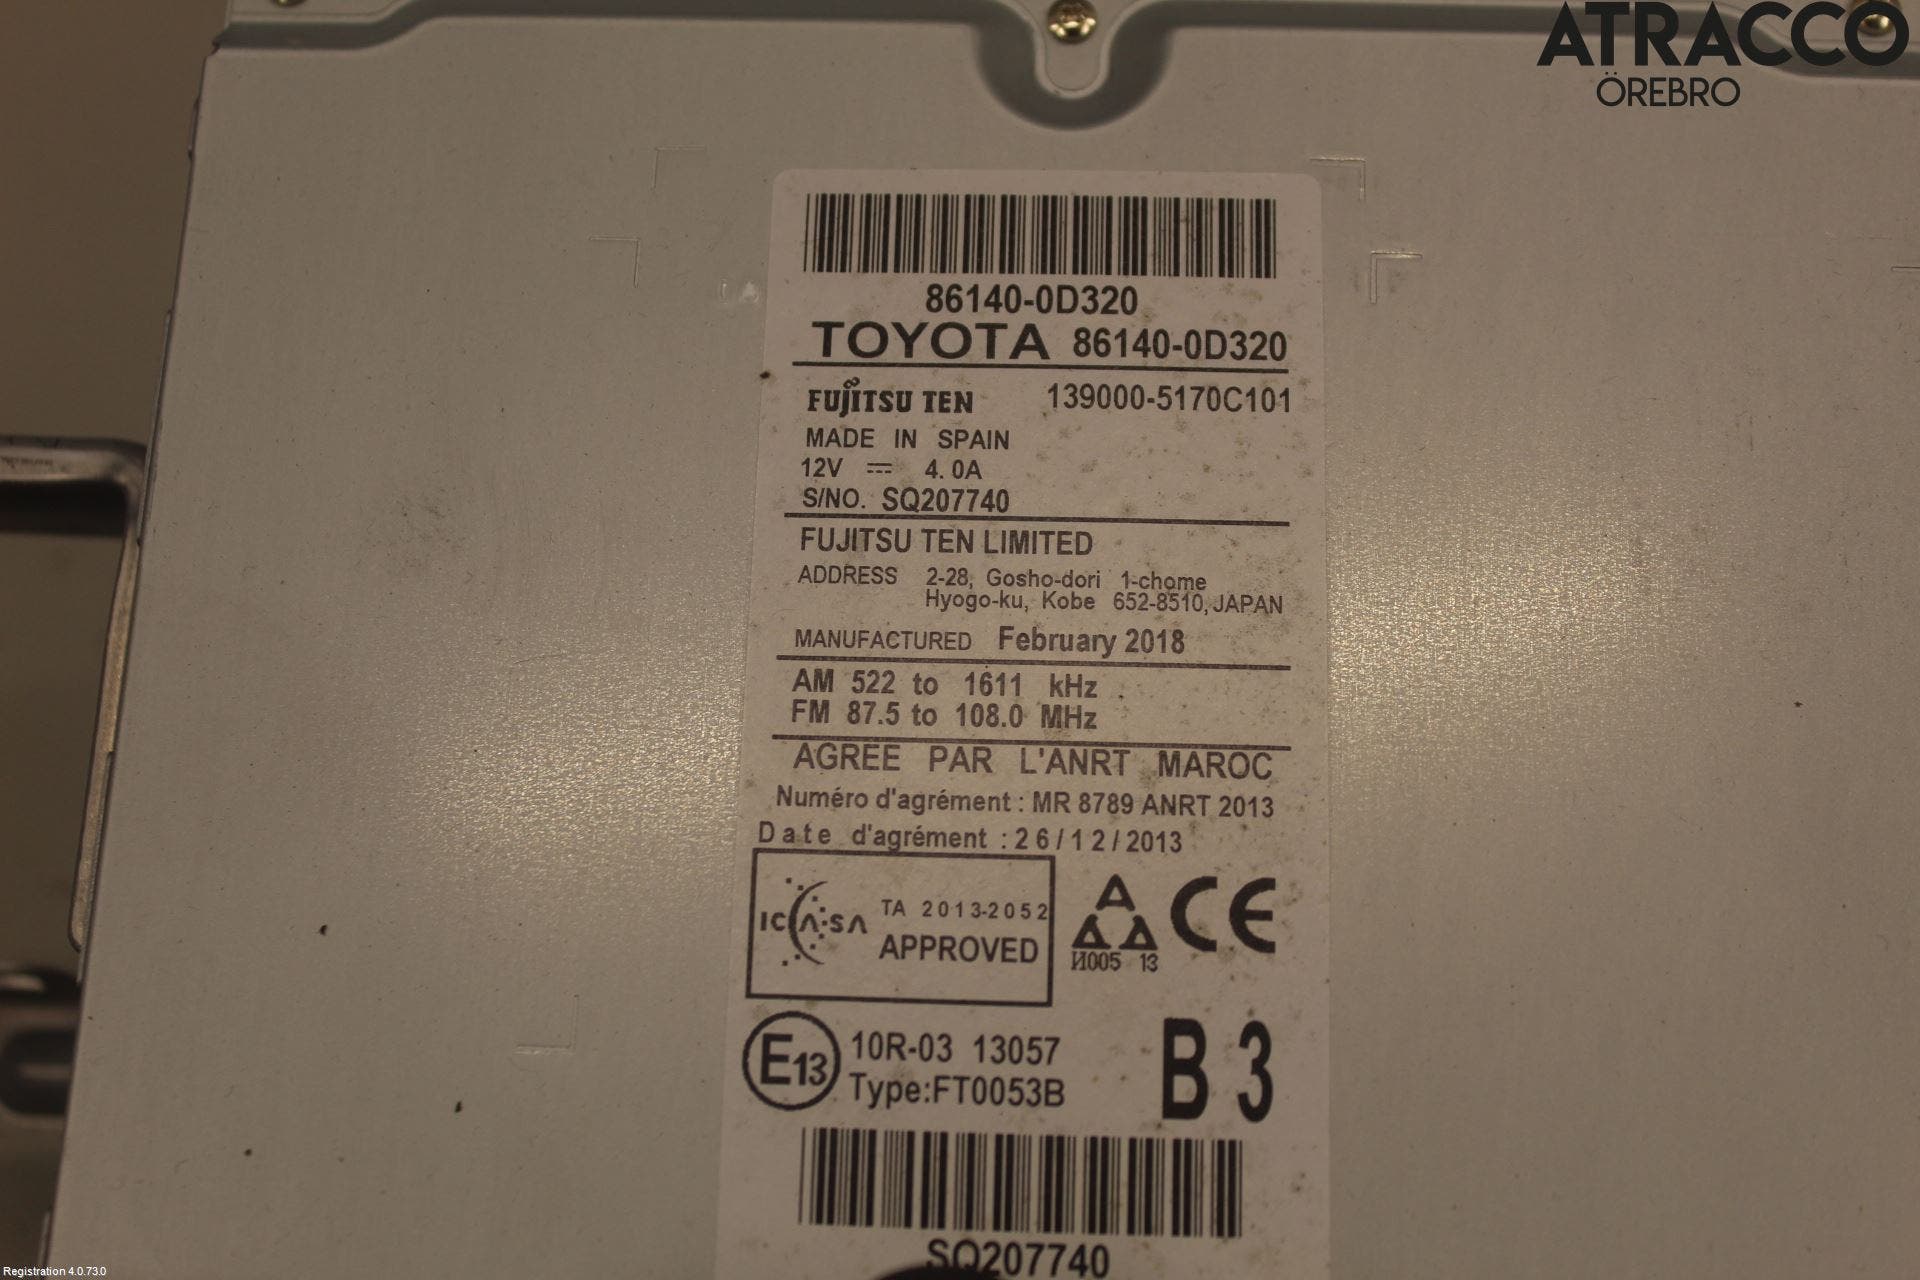 ATRACCO
ÖREBRO
86140-0D320
TOYOTA 86140-0D320
FUJITSU TEN 139000-5170C101
MADE IN SPAIN
12V ⎓ 4.0A
S/NO. SQ207740
FUJITSU TEN LIMITED
ADDRESS 2-28, Gosho-dori 1-chome
Hyogo-ku, Kobe 652-8510, JAPAN
MANUFACTURED February 2018
AM 522 to 1611 kHz
FM 87.5 to 108.0 MHz
AGREE PAR L'ANRT MAROC
Numéro d'agrément : MR 8789 ANRT 2013
Date d'agrément : 26/12/2013
ICASA TA 2013-2052
APPROVED
CE
И005 13
E13 10R-03 13057
Type:FT0053B
B 3
SQ207740
Registration 4.0.73.0